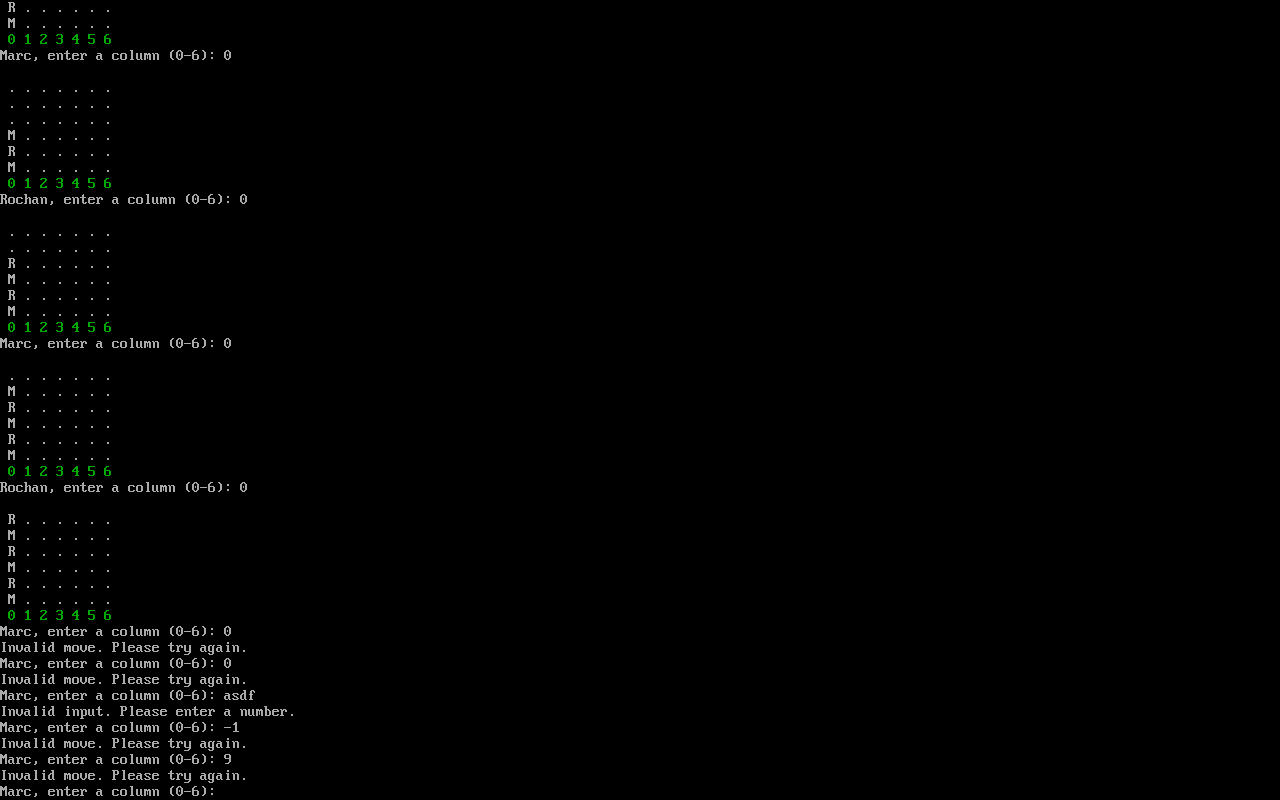 R . . . . . .
M . . . . . .
0 1 2 3 4 5 6
Marc, enter a column (0-6): 0
. . . . . . .
. . . . . . .
. . . . . . .
M . . . . . .
R . . . . . .
M . . . . . .
0 1 2 3 4 5 6
Rochan, enter a column (0-6): 0
. . . . . . .
. . . . . . .
R . . . . . .
M . . . . . .
R . . . . . .
M . . . . . .
0 1 2 3 4 5 6
Marc, enter a column (0-6): 0
. . . . . . .
M . . . . . .
R . . . . . .
M . . . . . .
R . . . . . .
M . . . . . .
0 1 2 3 4 5 6
Rochan, enter a column (0-6): 0
R . . . . . .
M . . . . . .
R . . . . . .
M . . . . . .
R . . . . . .
M . . . . . .
0 1 2 3 4 5 6
Marc, enter a column (0-6): 0
Invalid move. Please try again.
Marc, enter a column (0-6): 0
Invalid move. Please try again.
Marc, enter a column (0-6): asdf
Invalid input. Please enter a number.
Marc, enter a column (0-6): -1
Invalid move. Please try again.
Marc, enter a column (0-6): 9
Invalid move. Please try again.
Marc, enter a column (0-6):